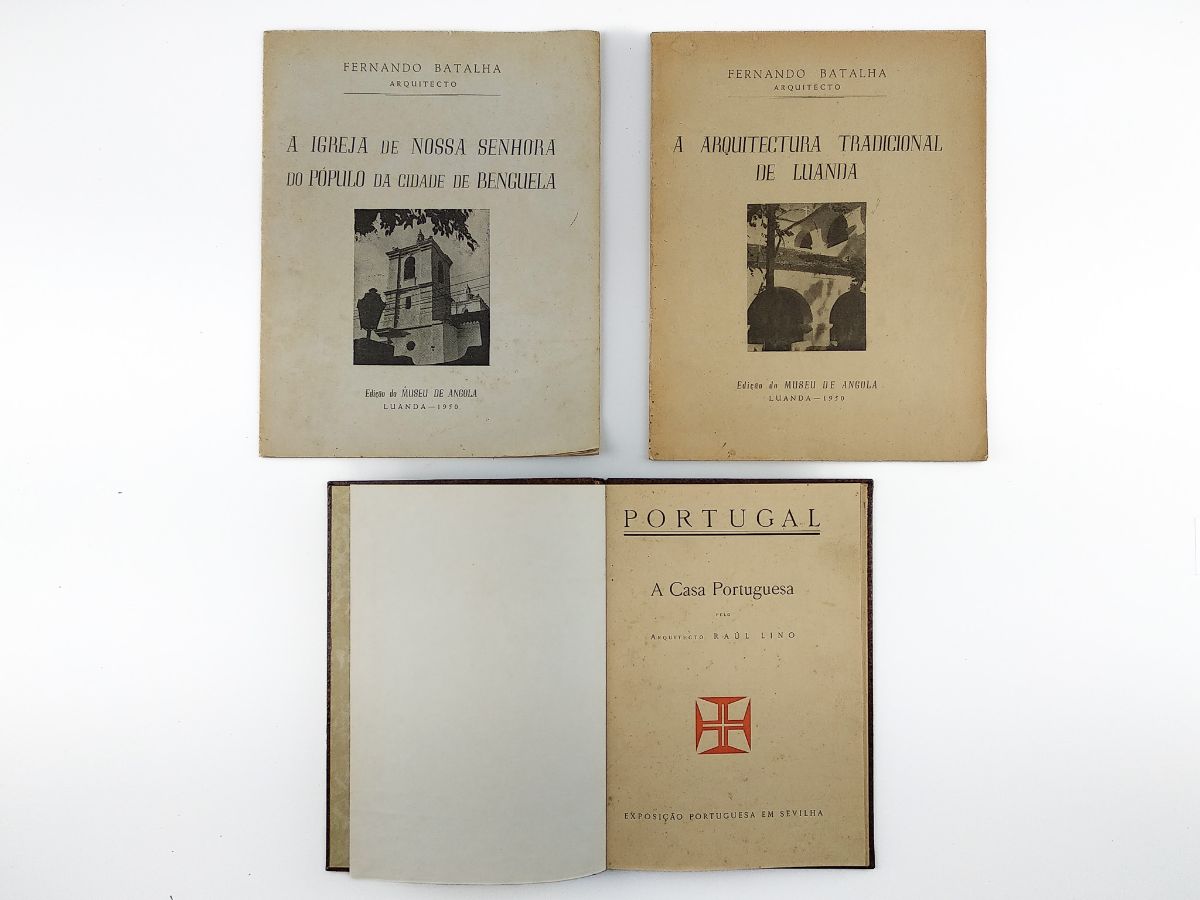 FERNANDO BATALHA
ARQUITECTO
A IGREJA DE NOSSA SENHORA
DO PÓPULO DA CIDADE DE BENGUELA
Edição do MUSEU DE ANGOLA
LUANDA—1950
FERNANDO BATALHA
ARQUITECTO
A ARQUITECTURA TRADICIONAL
DE LUANDA
Edição do MUSEU DE ANGOLA
LUANDA—1950
PORTUGAL
A Casa Portuguesa
PELO
ARQUITECTO RAÚL LINO
EXPOSIÇÃO PORTUGUESA EM SEVILHA